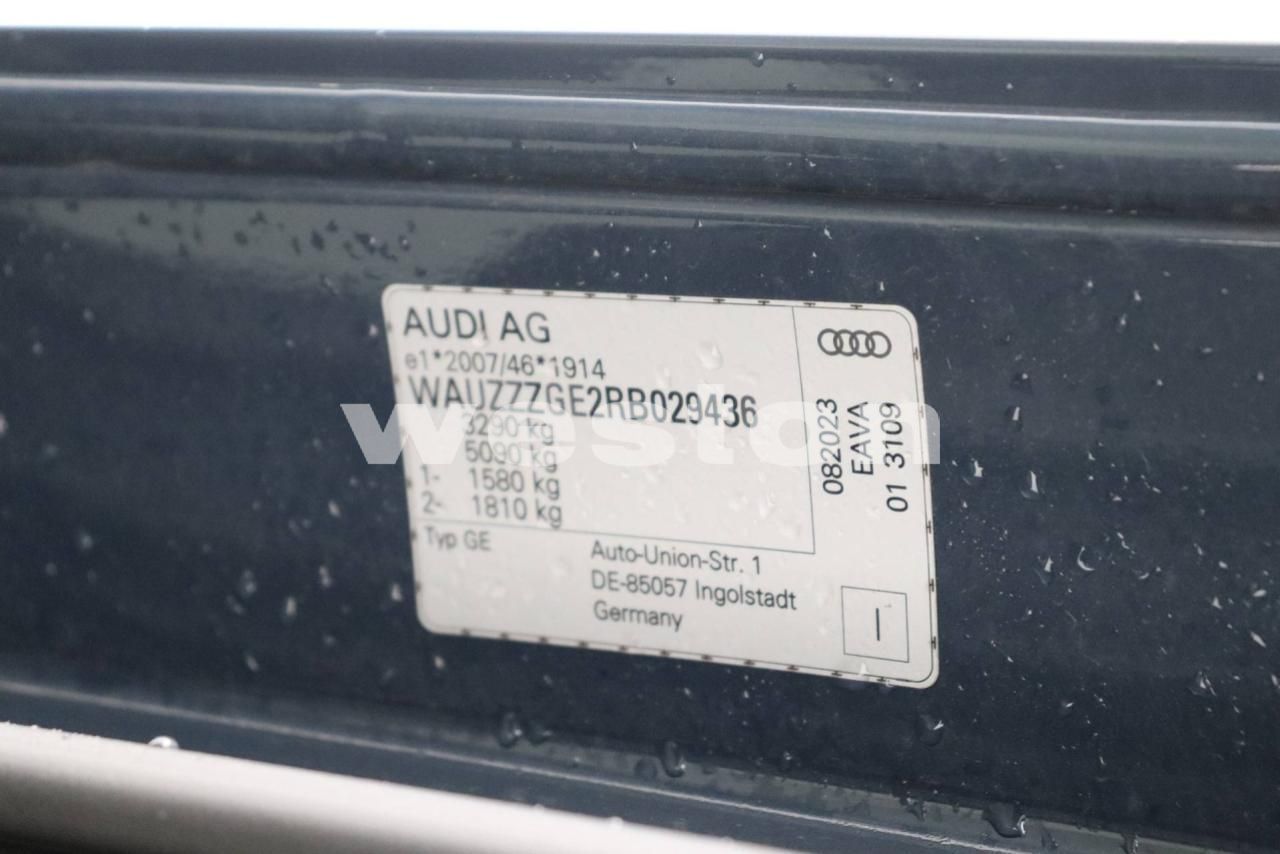 AUDI AG
e1*2007/46*1914
WAUZZZGE2RB029436
3290 kg
5090 kg
1- 1580 kg
2- 1810 kg
Typ GE
Auto-Union-Str. 1
DE-85057 Ingolstadt
Germany
082023
EAVA
01 3109
I
weston